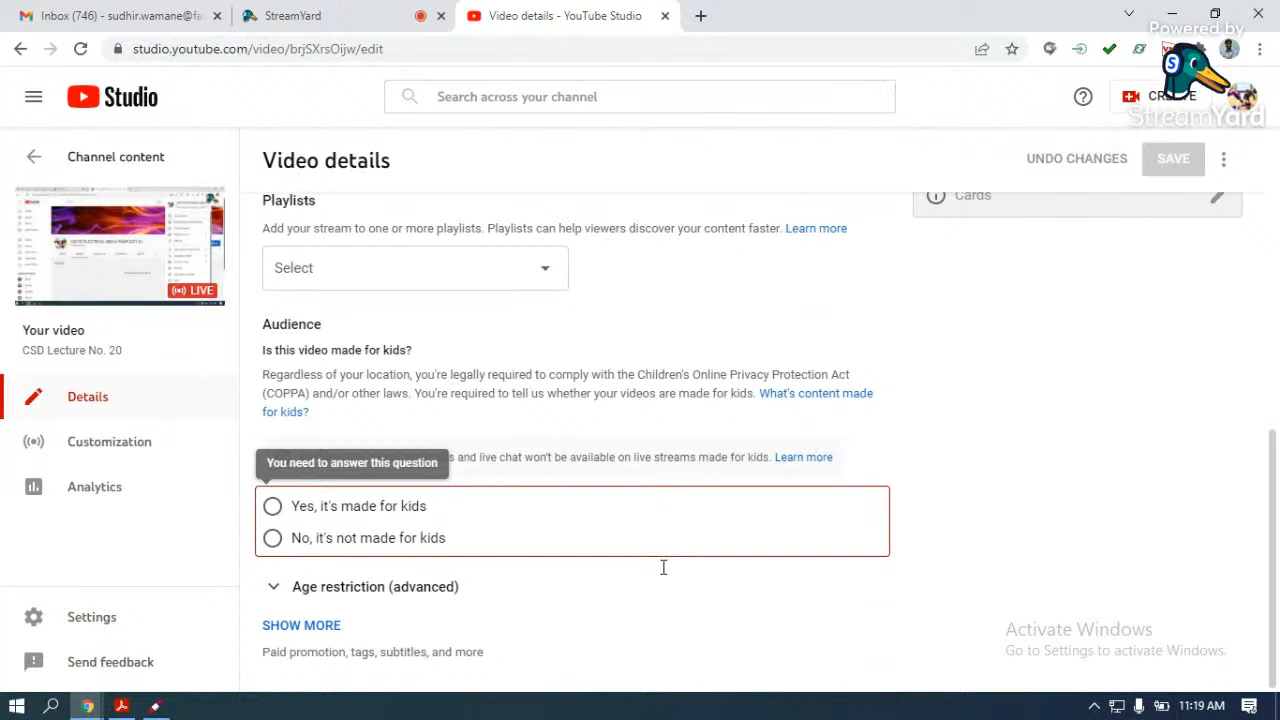 Inbox (746) - sudhir.wamane@fa
StreamYard
Video details - YouTube Studio
studio.youtube.com/video/brjSXrsOijw/edit
Powered by
StreamYard
Studio
Search across your channel
CREATE
Channel content
Video details
UNDO CHANGES
SAVE
LIVE
Your video
CSD Lecture No. 20
Details
Customization
Analytics
Settings
Send feedback
Playlists
Add your stream to one or more playlists. Playlists can help viewers discover your content faster. Learn more
Select
Cards
Audience
Is this video made for kids?
Regardless of your location, you're legally required to comply with the Children's Online Privacy Protection Act
(COPPA) and/or other laws. You're required to tell us whether your videos are made for kids. What's content made
for kids?
s and live chat won't be available on live streams made for kids. Learn more
You need to answer this question
Yes, it's made for kids
No, it's not made for kids
Age restriction (advanced)
SHOW MORE
Paid promotion, tags, subtitles, and more
Activate Windows
Go to Settings to activate Windows.
11:19 AM